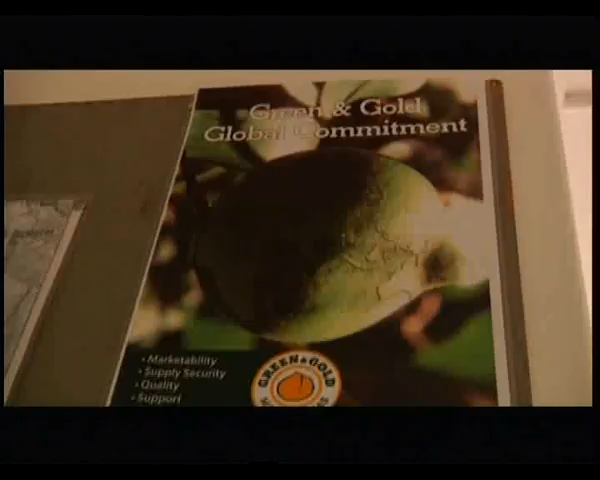 Green & Gold
Global Commitment
• Marketability
• Supply Security
• Quality
• Support
GREEN & GOLD